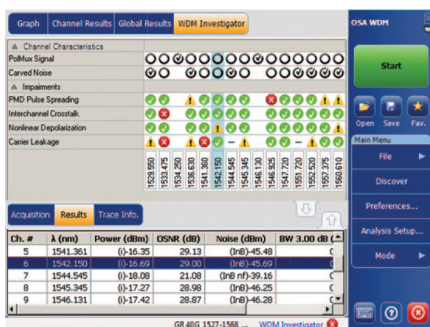 Graph Channel Results Global Results WDM Investigator
OSA WDM
Channel Characteristics
PolMux Signal
Carved Noise
Impairments
PMD Pulse Spreading
Interchannel Crosstalk
Nonlinear Depolarization
Carrier Leakage
1529.550 1533.475 1534.250 1536.630 1541.360 1542.150 1544.545 1545.345 1546.130 1546.925 1547.720 1551.720 1552.520 1557.375 1560.610
Start
Open Save Fav.
Main Menu
File
Discover
Preferences...
Analysis Setup...
Mode
Acquisition Results Trace Info.
Ch. # λ (nm) Power (dBm) OSNR (dB) Noise (dBm) BW 3.00 dB (
5 1541.361 (i)-16.35 29.13 (InB)-45.48
6 1542.150 (i)-16.69 29.00 (InB)-45.69
7 1544.545 (i)-18.08 21.08 (InB nf)-39.16
8 1545.345 (i)-17.27 28.98 (InB)-46.25
9 1546.131 (i)-17.42 28.87 (InB)-46.28
GR 40G 1527-1568 ... WDM Investigator